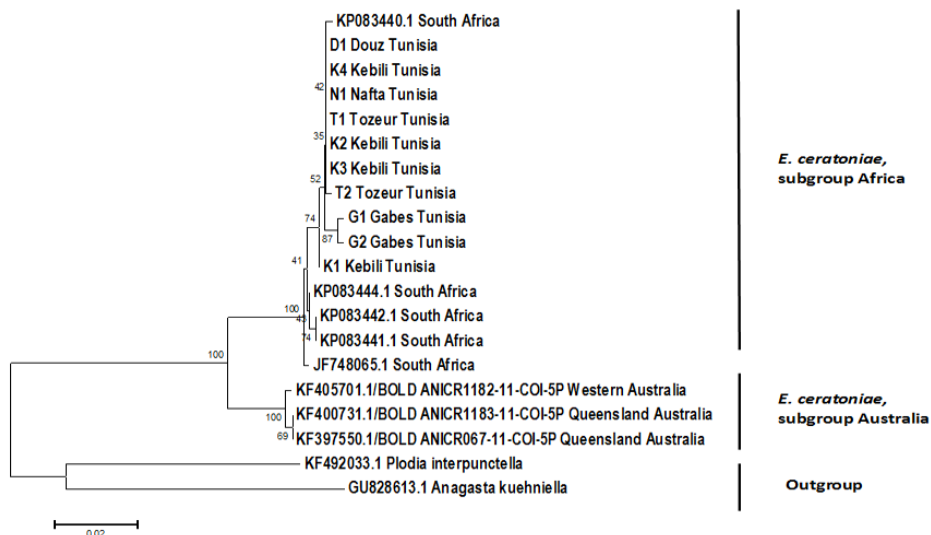 KP083440.1 South Africa
D1 Douz Tunisia
K4 Kebili Tunisia
42
N1 Nafta Tunisia
T1 Tozeur Tunisia
35
K2 Kebili Tunisia
E. ceratoniae,
subgroup Africa
K3 Kebili Tunisia
52
T2 Tozeur Tunisia
74
G1 Gabes Tunisia
87
G2 Gabes Tunisia
41
K1 Kebili Tunisia
KP083444.1 South Africa
100
43
KP083442.1 South Africa
74
KP083441.1 South Africa
100
JF748065.1 South Africa
KF405701.1/BOLD ANICR1182-11-COI-5P Western Australia
E. ceratoniae,
subgroup Australia
100
KF400731.1/BOLD ANICR1183-11-COI-5P Queensland Australia
69
KF397550.1/BOLD ANICR067-11-COI-5P Queensland Australia
KF492033.1 Plodia interpunctella
Outgroup
GU828613.1 Anagasta kuehniella
0.02